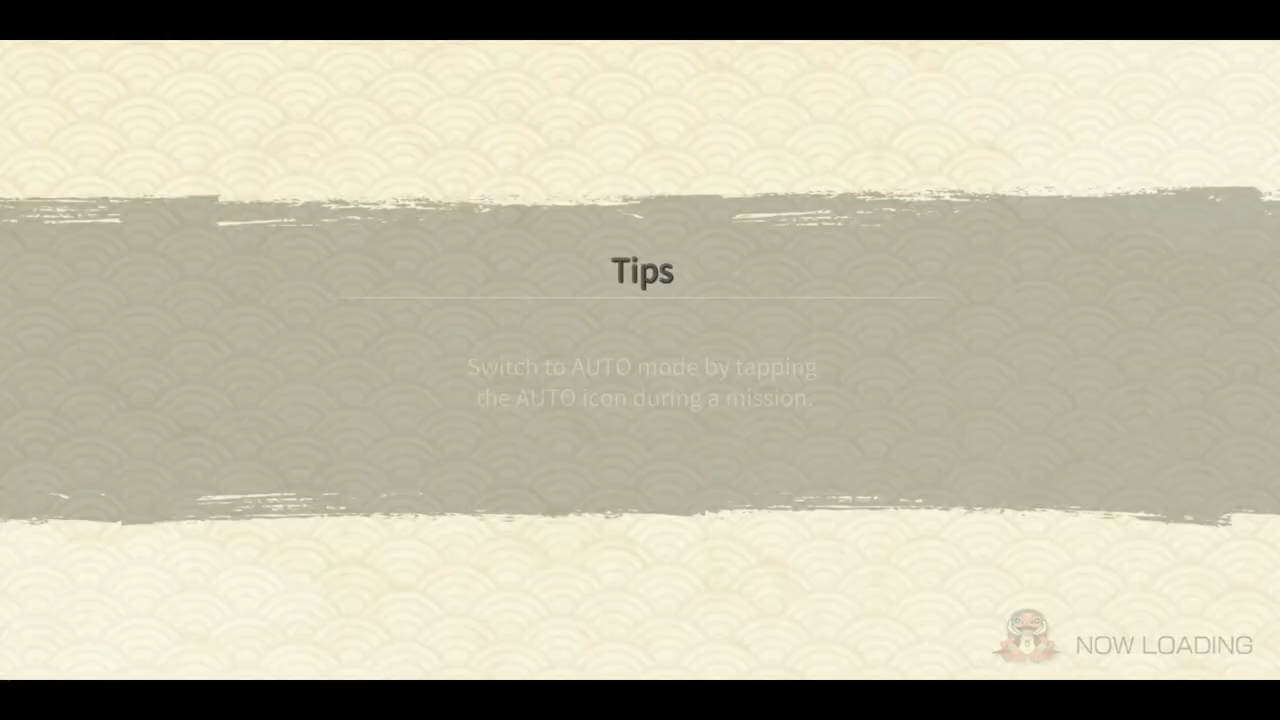 Tips
Switch to AUTO mode by tapping
the AUTO icon during a mission.
NOW LOADING